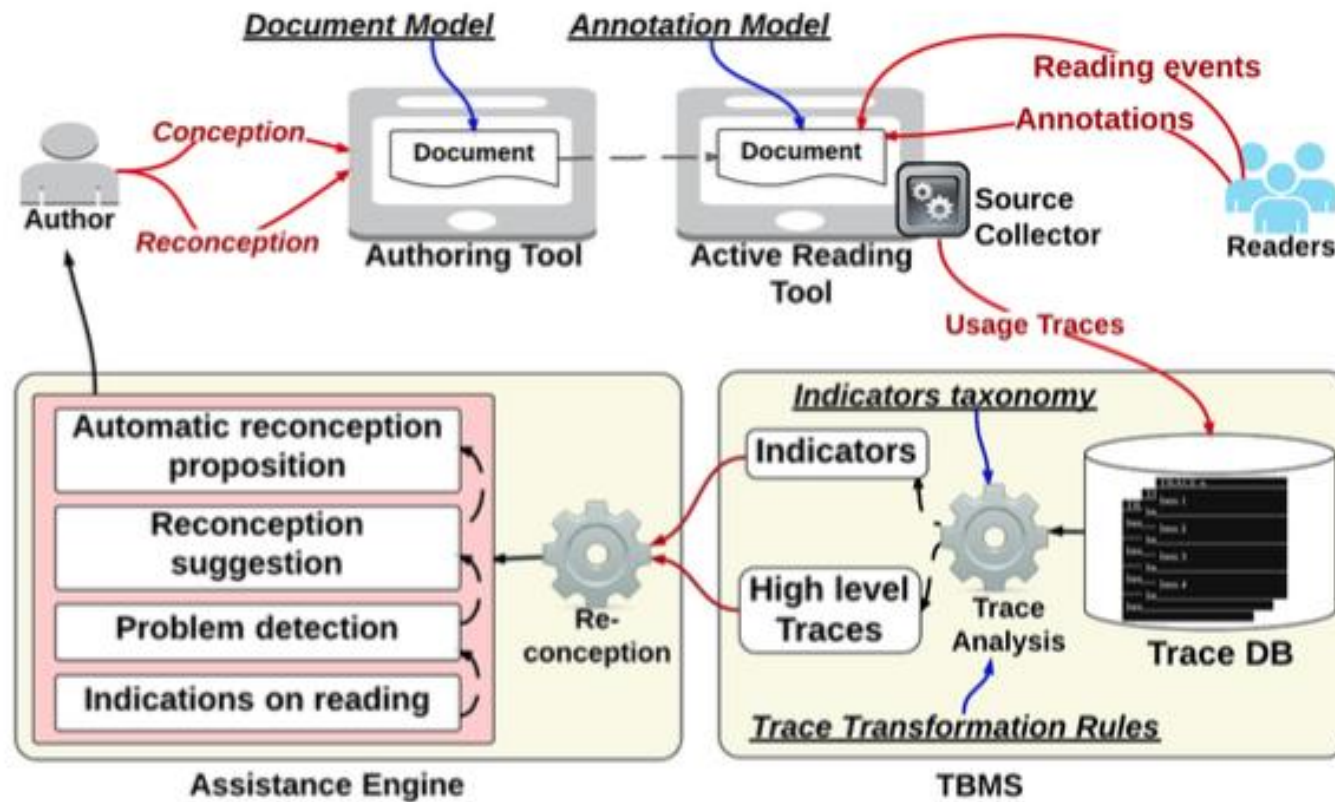 Document Model
Annotation Model
Reading events
Annotations
Conception
Document
Document
Author
Reconception
Source
Collector
Readers
Authoring Tool
Active Reading
Tool
Usage Traces
Indicators taxonomy
Automatic reconception
proposition
Indicators
Reconception
suggestion
High level
Traces
Trace
Analysis
Problem detection
Re-
conception
Trace DB
Indications on reading
Trace Transformation Rules
Assistance Engine
TBMS